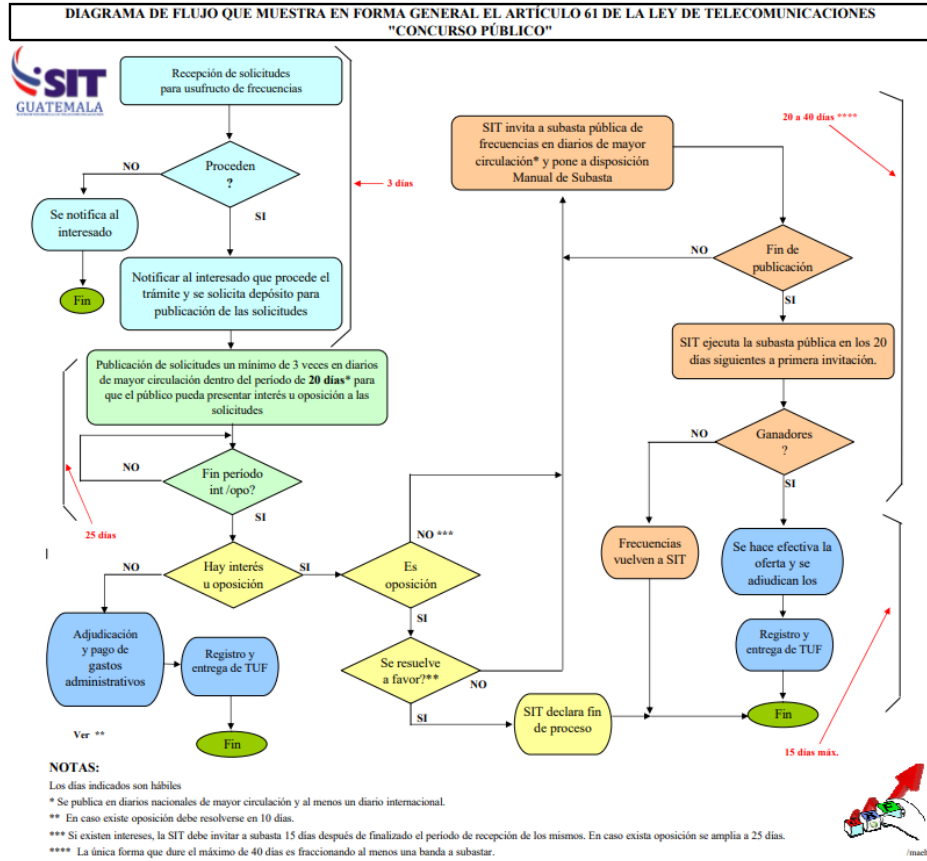 DIAGRAMA DE FLUJO QUE MUESTRA EN FORMA GENERAL EL ARTÍCULO 61 DE LA LEY DE TELECOMUNICACIONES
"CONCURSO PÚBLICO"
SIT
GUATEMALA
Recepción de solicitudes
para usufructo de frecuencias
NO
Proceden
?
SI
3 días
Se notifica al
interesado
Fin
Notificar al interesado que procede el
trámite y se solicita depósito para
publicación de las solicitudes
Publicación de solicitudes un mínimo de 3 veces en diarios
de mayor circulación dentro del período de 20 días* para
que el público pueda presentar interés u oposición a las
solicitudes
NO
Fin período
int /opo?
SI
25 días
NO
Hay interés
u oposición
SI
Adjudicación
y pago de
gastos
administrativos
Registro y
entrega de TUF
Ver **
Fin
NO ***
Es
oposición
SI
Se resuelve
a favor?**
NO
SI
SIT declara fin
de proceso
SIT invita a subasta pública de
frecuencias en diarios de mayor
circulación* y pone a disposición
Manual de Subasta
20 a 40 días ****
NO
Fin de
publicación
SI
SIT ejecuta la subasta pública en los 20
días siguientes a primera invitación.
NO
Ganadores
?
SI
Frecuencias
vuelven a SIT
Se hace efectiva la
oferta y se
adjudican los
Registro y
entrega de TUF
Fin
15 días máx.
NOTAS:
Los días indicados son hábiles
* Se publica en diarios nacionales de mayor circulación y al menos un diario internacional.
** En caso existe oposición debe resolverse en 10 días.
*** Si existen intereses, la SIT debe invitar a subasta 15 días después de finalizado el período de recepción de los mismos. En caso exista oposición se amplia a 25 días.
**** La única forma que dure el máximo de 40 días es fraccionando al menos una banda a subastar.